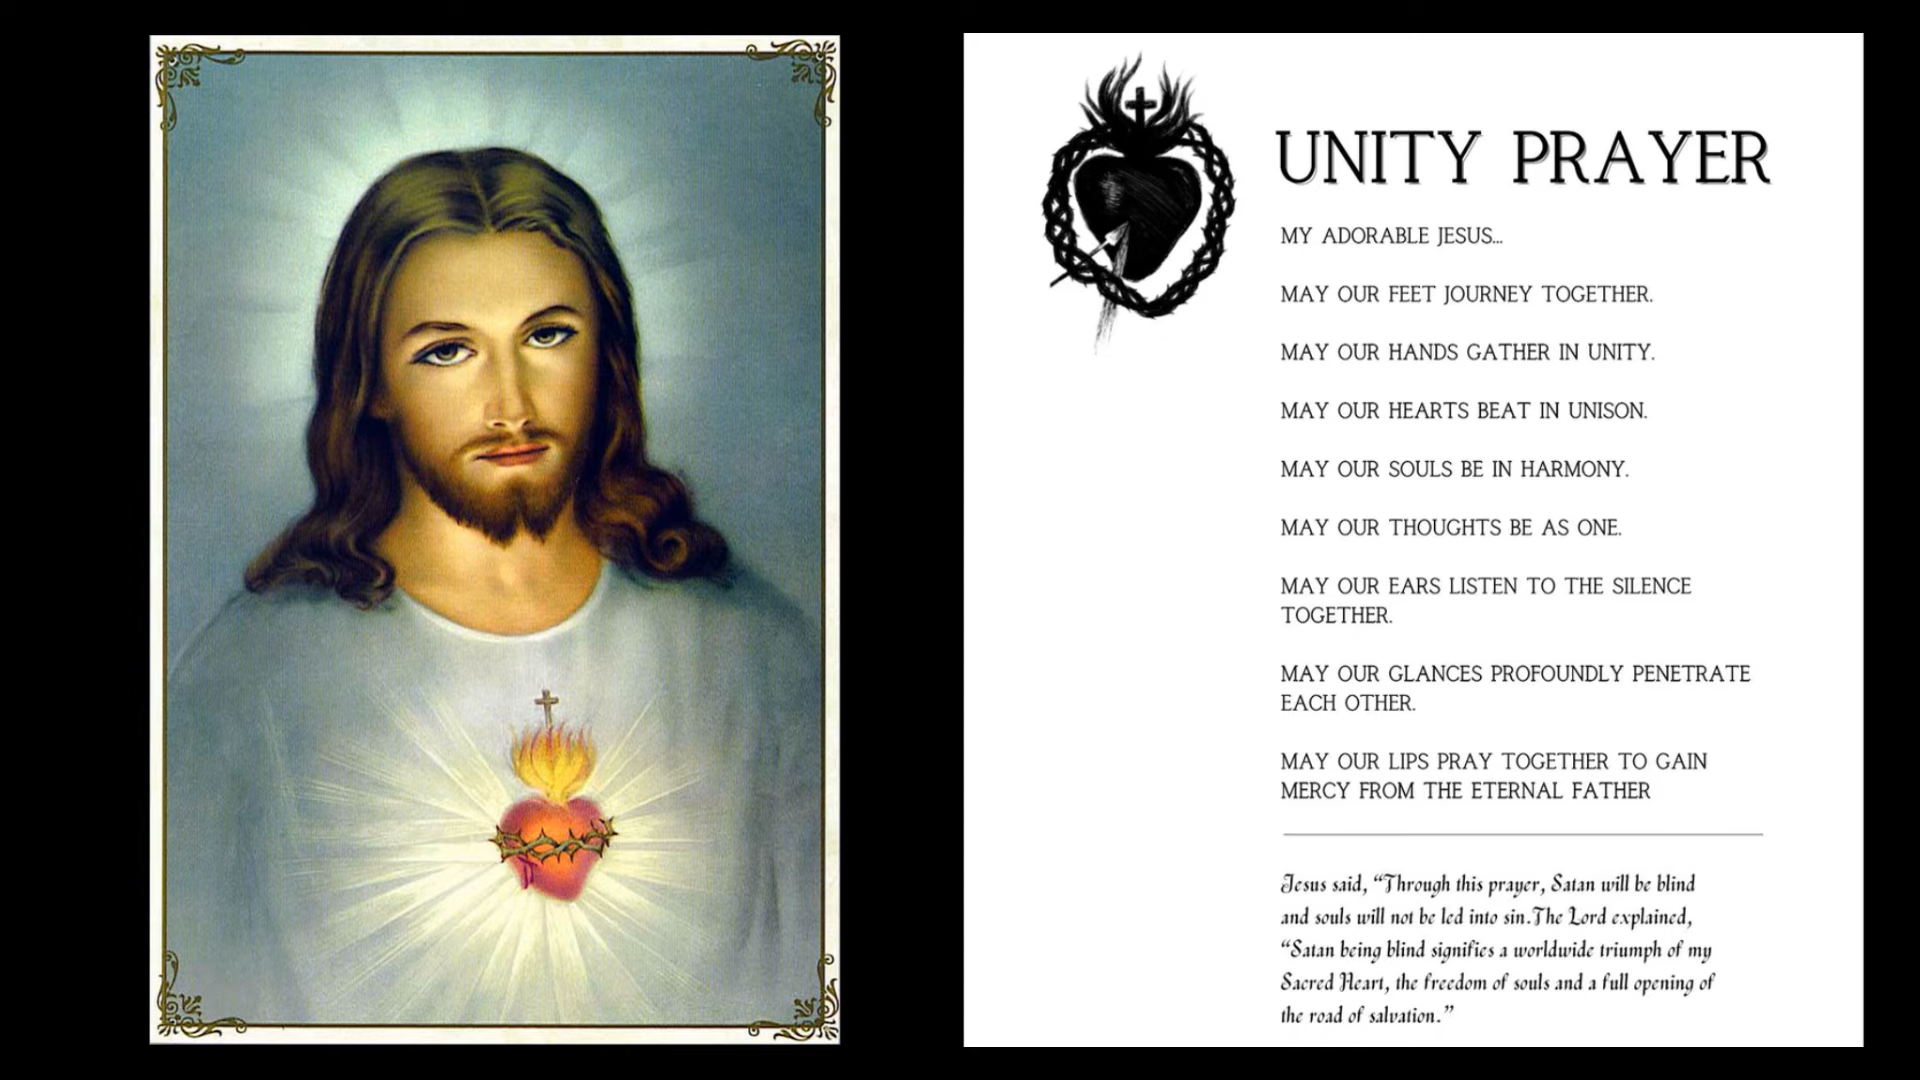 UNITY PRAYER
MY ADORABLE JESUS...
MAY OUR FEET JOURNEY TOGETHER.
MAY OUR HANDS GATHER IN UNITY.
MAY OUR HEARTS BEAT IN UNISON.
MAY OUR SOULS BE IN HARMONY.
MAY OUR THOUGHTS BE AS ONE.
MAY OUR EARS LISTEN TO THE SILENCE
TOGETHER.
MAY OUR GLANCES PROFOUNDLY PENETRATE
EACH OTHER.
MAY OUR LIPS PRAY TOGETHER TO GAIN
MERCY FROM THE ETERNAL FATHER
Jesus said, “Through this prayer, Satan will be blind
and souls will not be led into sin.The Lord explained,
“Satan being blind signifies a worldwide triumph of my
Sacred Heart, the freedom of souls and a full opening of
the road of salvation.”